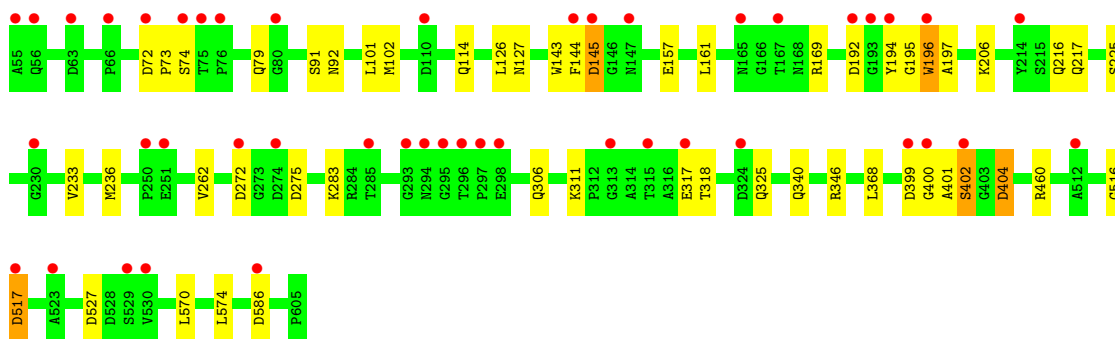 A55 Q56 D63 P66 D72 P73 S74 T75 P76 Q79 G80 S91 N92 L101 M102 D110 Q114 L126 N127 W143 F144 D145 G146 N147 E157 L161 N165 G166 T167 N168 R169 D192 G193 Y194 G195 W196 A197 K206 Y214 S215 Q216 Q217
G230 V233 M236 P250 E251 V262 D272 G273 D274 D275 K283 R284 T285 G293 N294 G295 T296 P297 E298 Q306 K311 P312 G313 A314 T315 A316 E317 T318 D324 Q325 Q340 R346 L368 D399 G400 A401 S402 G403 D404 R460 A512
D517 A523 D527 D528 S529 V530 L570 L574 D586 P605